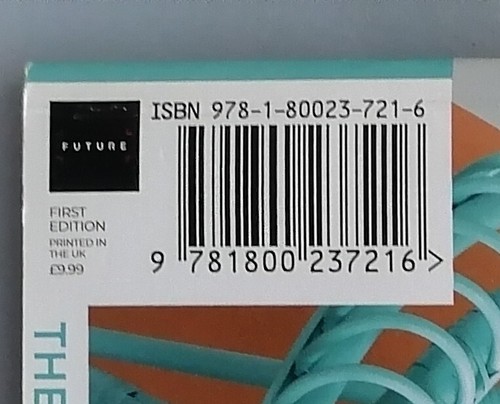 ISBN 978-1-80023-721-6
FUTURE
FIRST
EDITION
PRINTED IN
THE UK
£9.99
9 781800 237216 >
THE